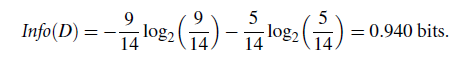 Info(D) = −9/14 log₂(9/14) − 5/14 log₂(5/14) = 0.940 bits.